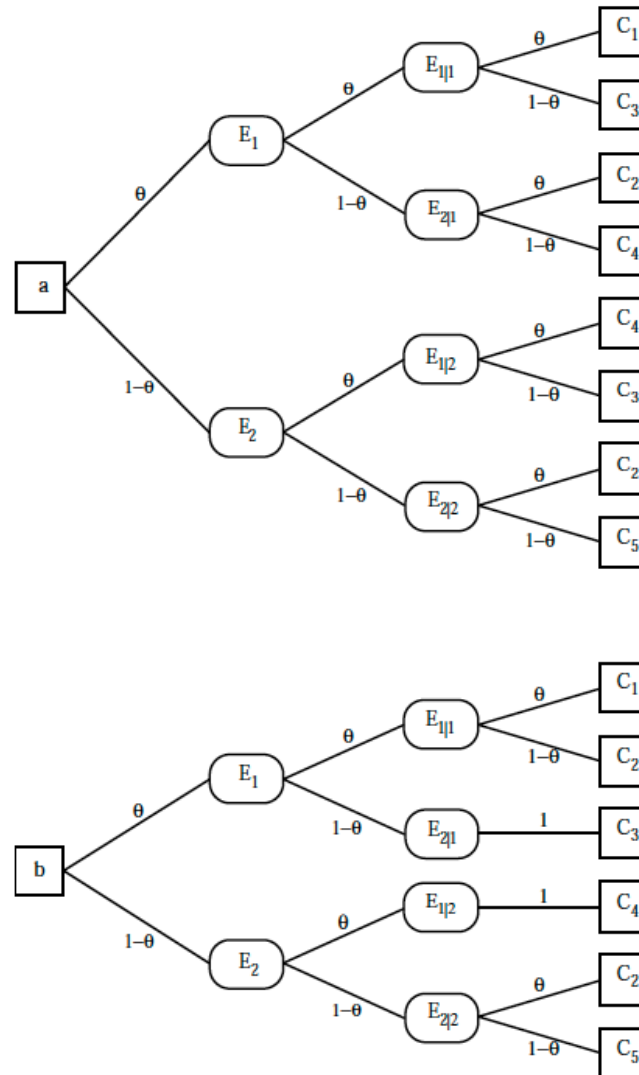 θ C₁
E₁|₁
θ 1−θ C₃
E₁
θ 1−θ θ C₂
E₂|₁
1−θ C₄
a
θ C₄
1−θ E₁|₂
θ 1−θ C₃
E₂
1−θ θ C₂
E₂|₂
1−θ C₅
θ C₁
E₁|₁
θ 1−θ C₂
E₁
θ 1−θ E₂|₁ 1 C₃
b
1−θ θ E₁|₂ 1 C₄
E₂
1−θ θ C₂
E₂|₂
1−θ C₅